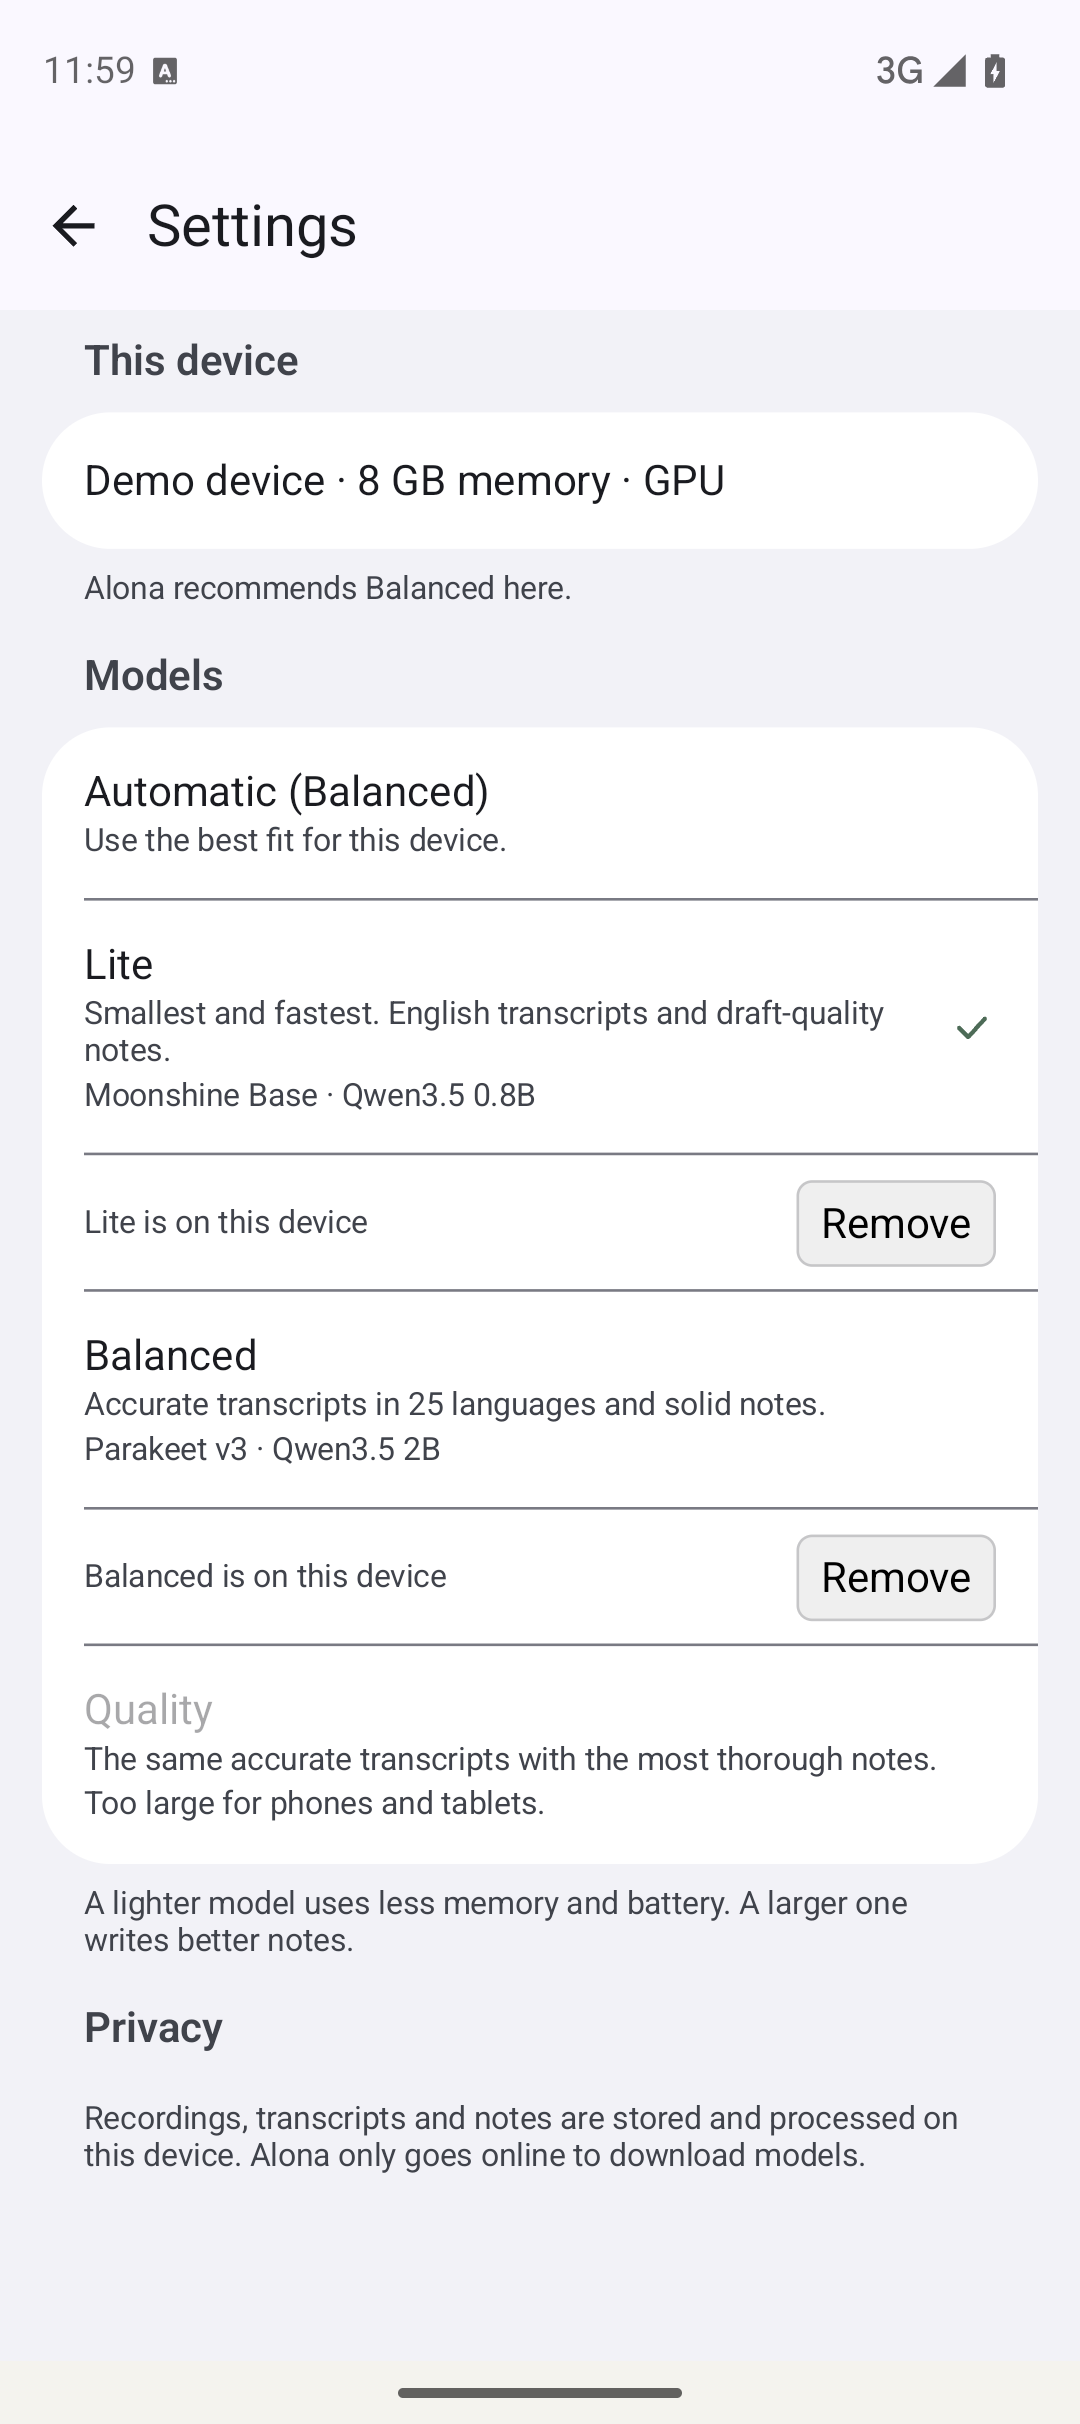 11:59
3G
Settings
This device
Demo device · 8 GB memory · GPU
Alona recommends Balanced here.
Models
Automatic (Balanced)
Use the best fit for this device.
Lite
Smallest and fastest. English transcripts and draft-quality
notes.
Moonshine Base · Qwen3.5 0.8B
Lite is on this device
Remove
Balanced
Accurate transcripts in 25 languages and solid notes.
Parakeet v3 · Qwen3.5 2B
Balanced is on this device
Remove
Quality
The same accurate transcripts with the most thorough notes.
Too large for phones and tablets.
A lighter model uses less memory and battery. A larger one
writes better notes.
Privacy
Recordings, transcripts and notes are stored and processed on
this device. Alona only goes online to download models.